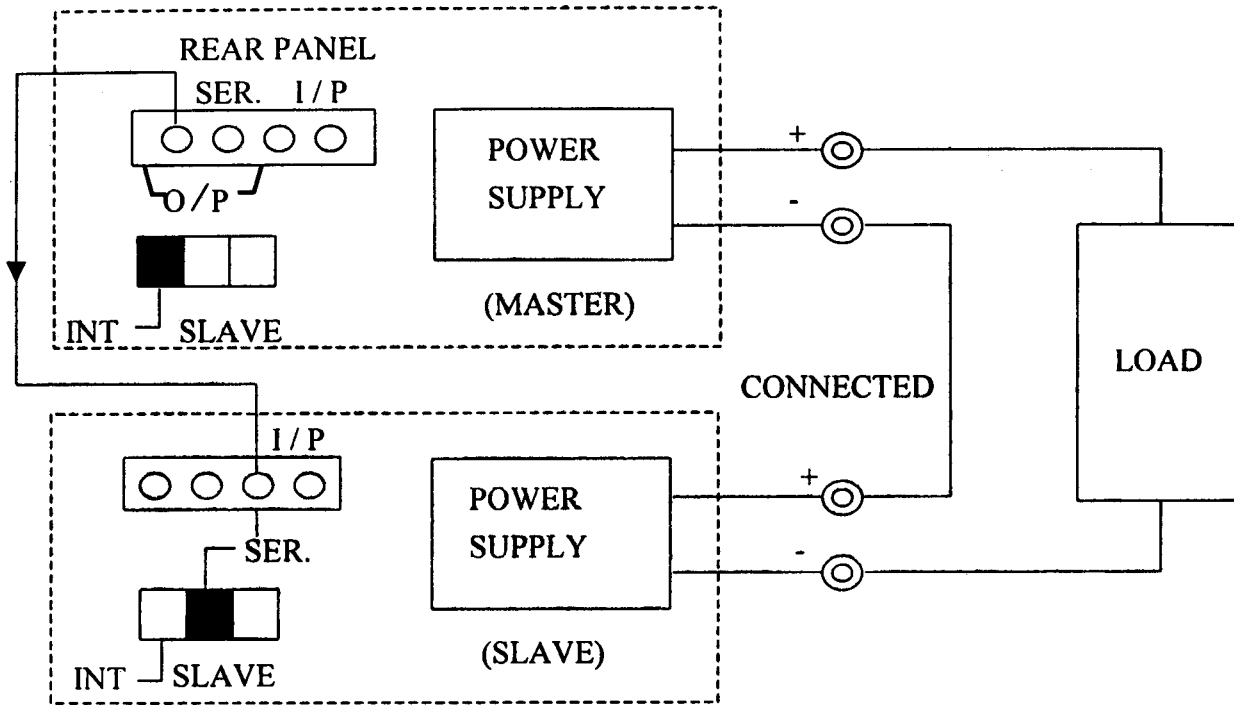 REAR PANEL
SER. I / P
O / P
INT SLAVE
POWER
SUPPLY
(MASTER)
+
-
CONNECTED
LOAD
I / P
SER.
INT SLAVE
POWER
SUPPLY
(SLAVE)
+
-